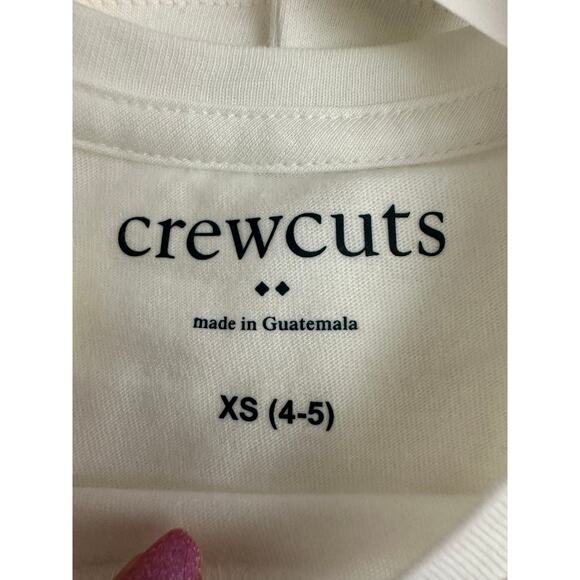 crewcuts
made in Guatemala
XS (4-5)